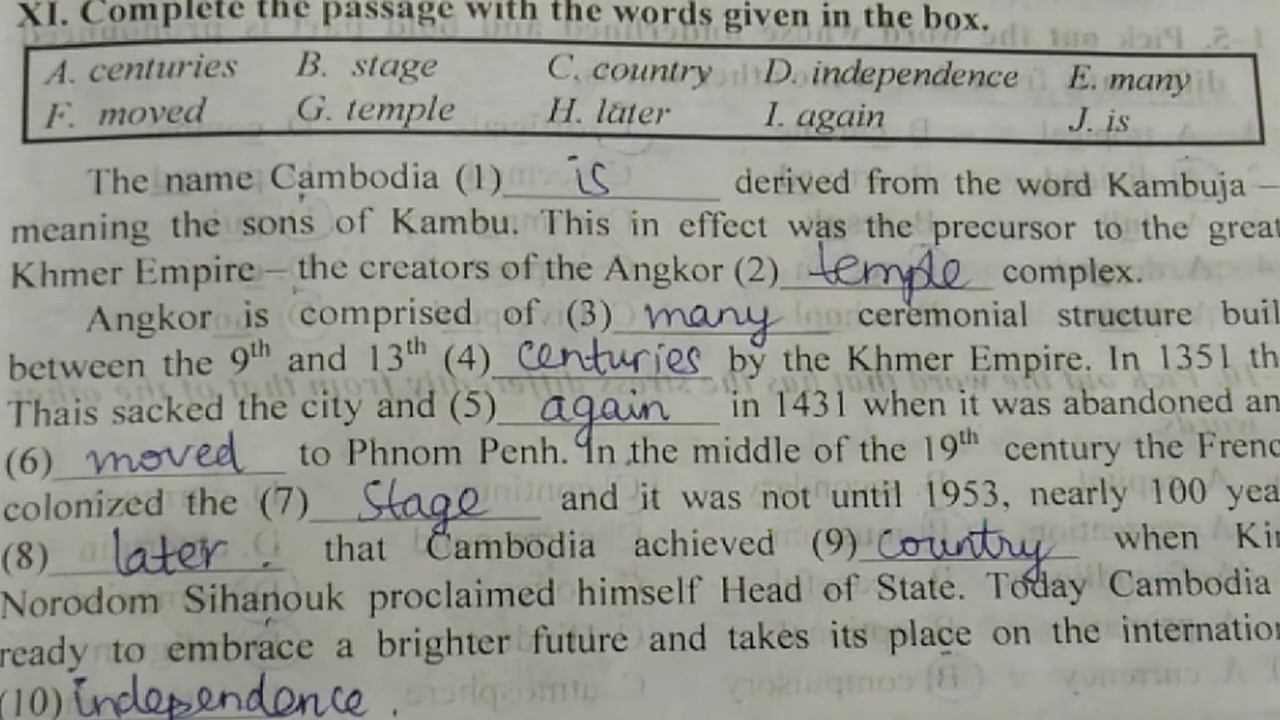 XI. Complete the passage with the words given in the box.
A. centuries B. stage C. country D. independence E. many
F. moved G. temple H. later I. again J. is
The name Cambodia (1) is derived from the word Kambuja –
meaning the sons of Kambu. This in effect was the precursor to the great
Khmer Empire – the creators of the Angkor (2) temple complex.
Angkor is comprised of (3) many ceremonial structure buil
between the 9th and 13th (4) centuries by the Khmer Empire. In 1351 th
Thais sacked the city and (5) again in 1431 when it was abandoned an
(6) moved to Phnom Penh. In the middle of the 19th century the Frenc
colonized the (7) Stage and it was not until 1953, nearly 100 yea
(8) later that Cambodia achieved (9) country when Kin
Norodom Sihanouk proclaimed himself Head of State. Today Cambodia
ready to embrace a brighter future and takes its place on the internation
(10) independence.